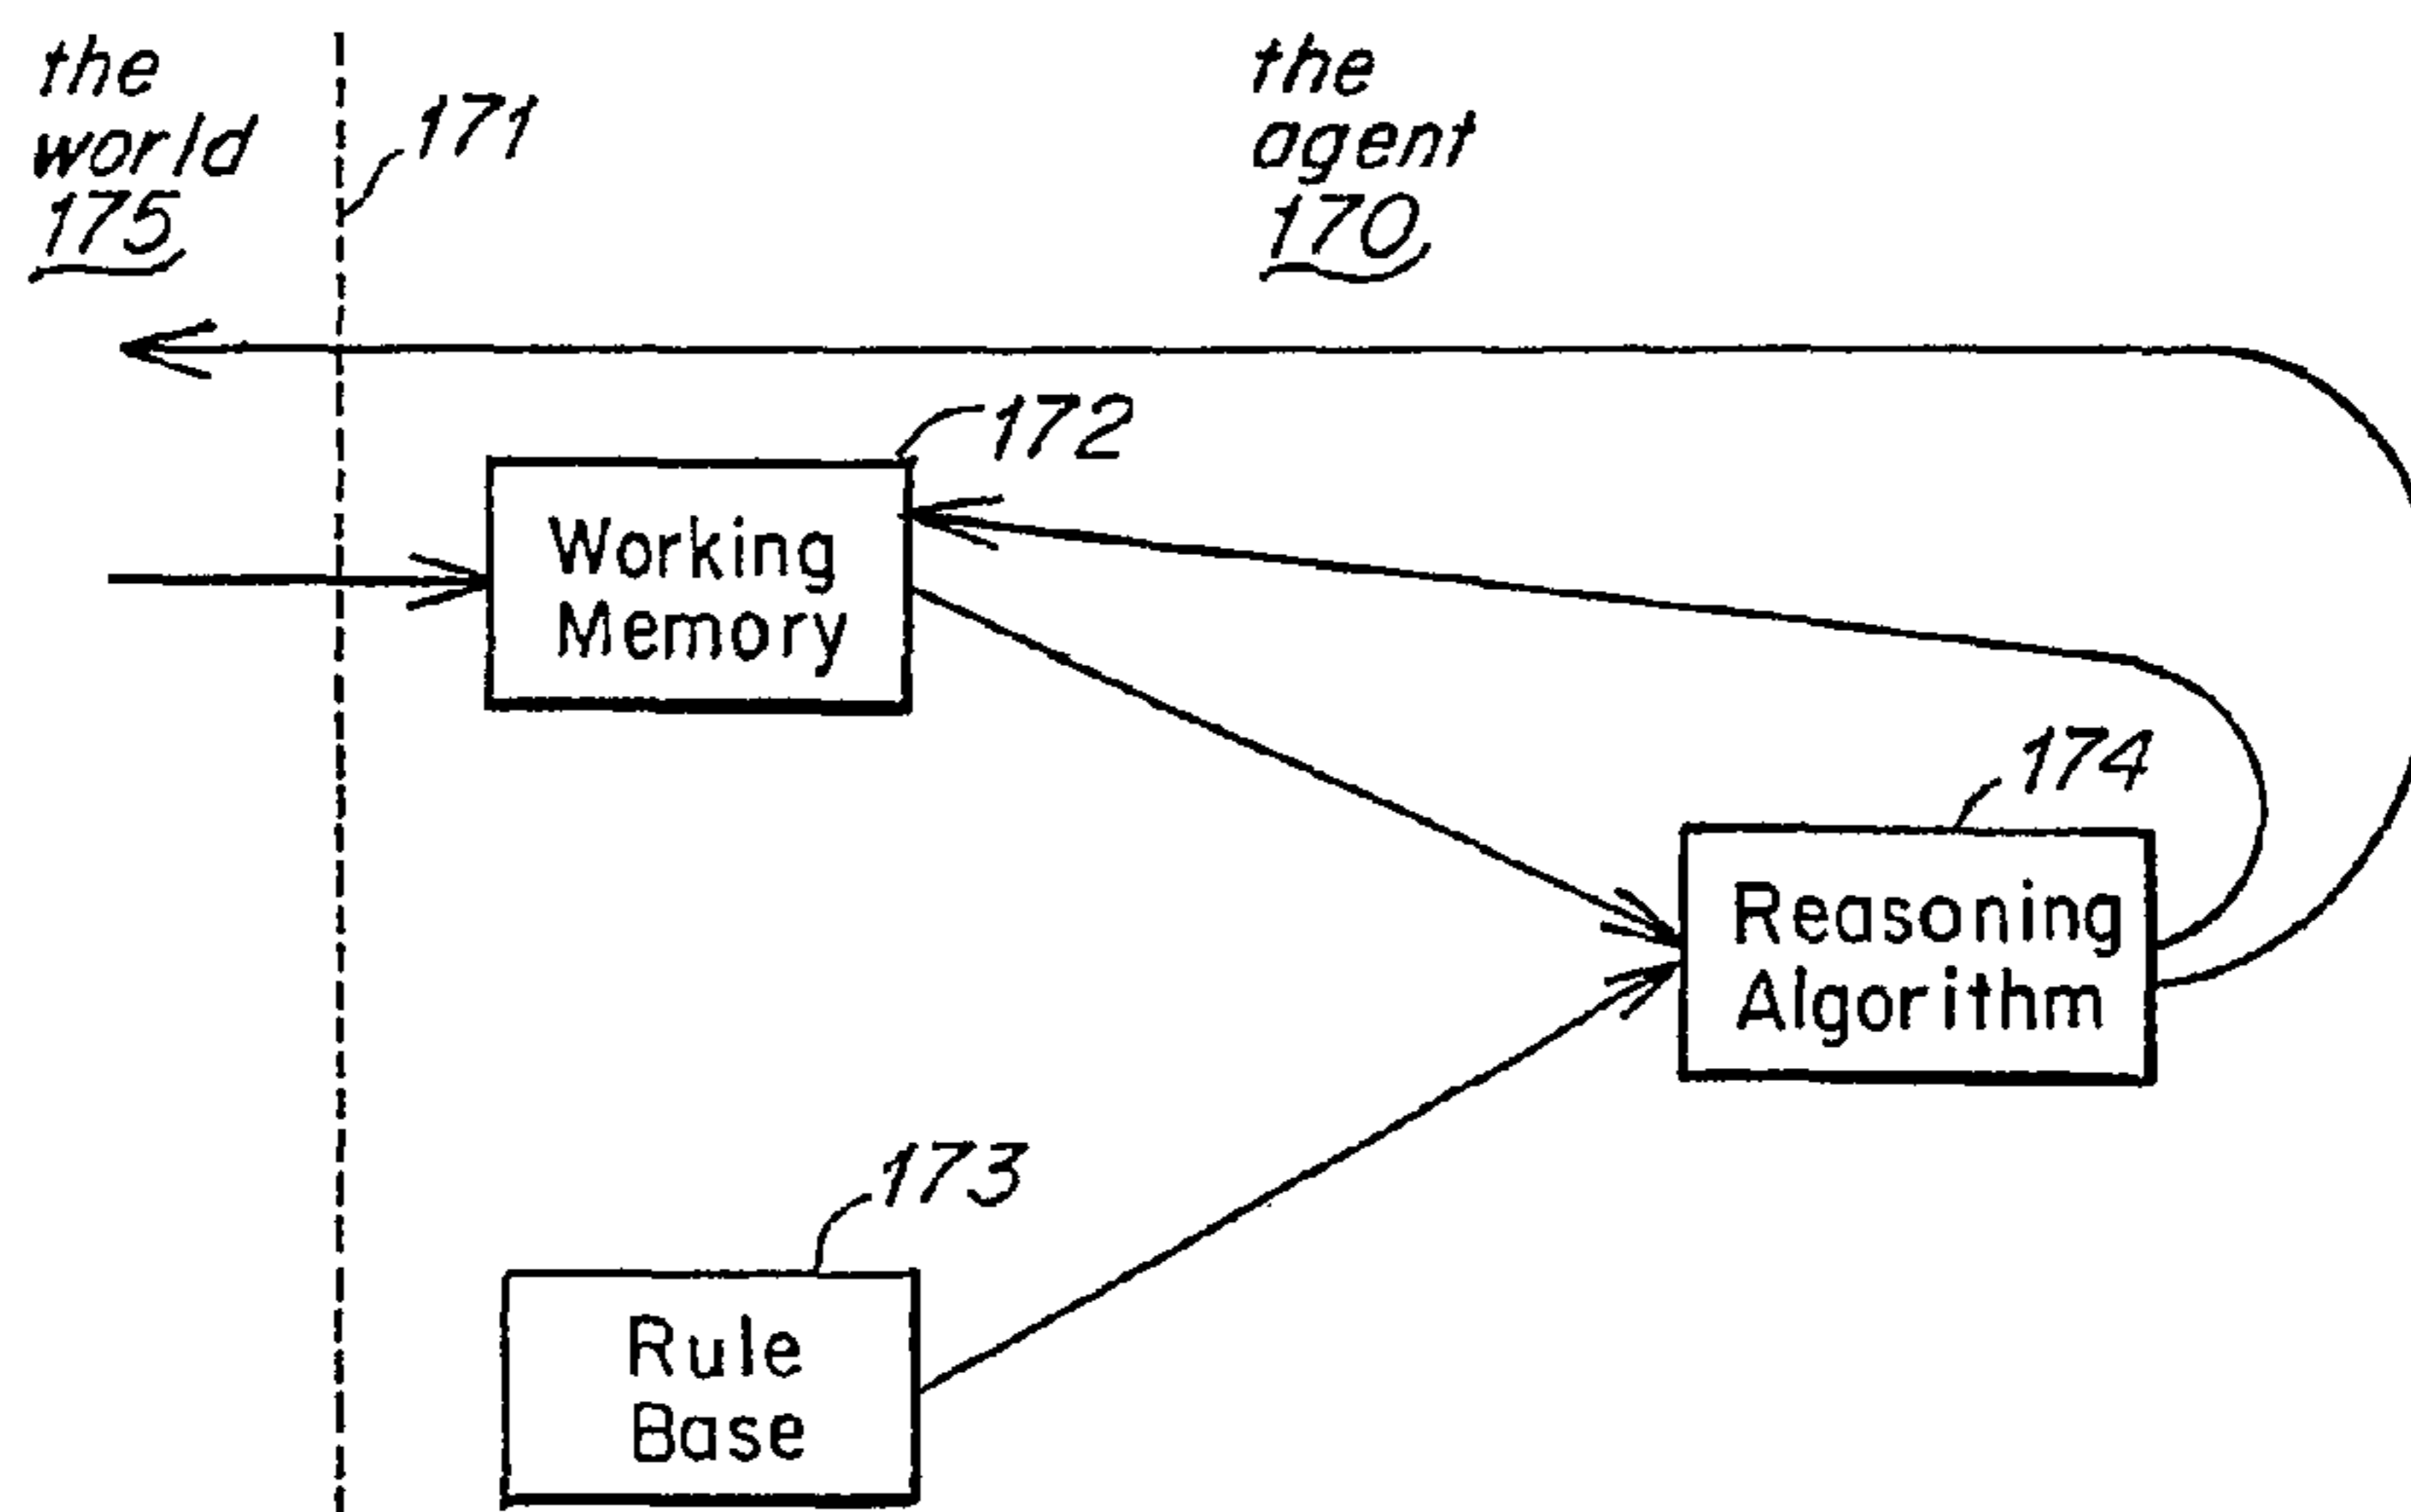 the
world
175
171
the
agent
170
172
Working
Memory
174
Reasoning
Algorithm
173
Rule
Base